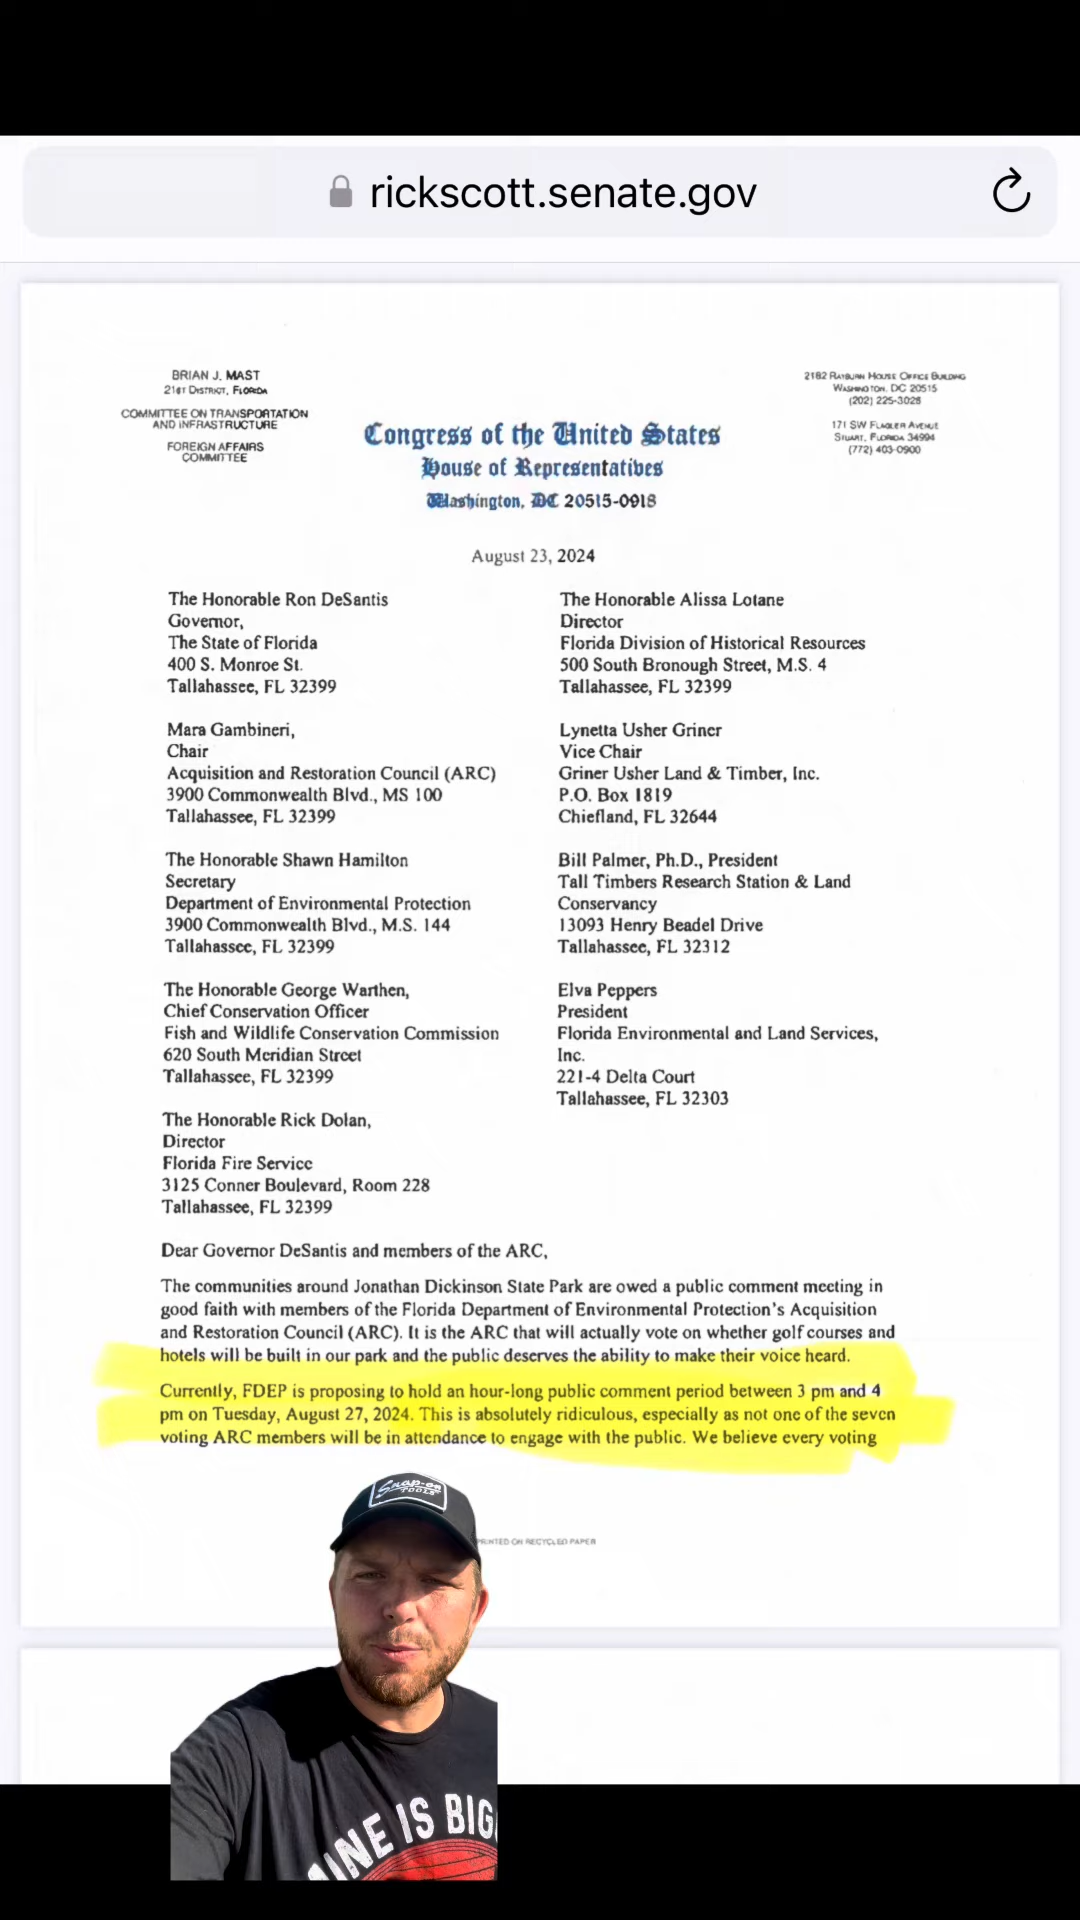 rickscott.senate.gov
BRIAN J. MAST
21ST DISTRICT, FLORIDA
COMMITTEE ON TRANSPORTATION
AND INFRASTRUCTURE
FOREIGN AFFAIRS
COMMITTEE
2182 RAYBURN HOUSE OFFICE BUILDING
WASHINGTON, DC 20515
(202) 225-3026
171 SW FLAGLER AVENUE
STUART, FLORIDA 34994
(772) 403-0900
Congress of the United States
House of Representatives
Washington, DC 20515-0918
August 23, 2024
The Honorable Ron DeSantis
Governor,
The State of Florida
400 S. Monroe St.
Tallahassee, FL 32399
The Honorable Alissa Lotane
Director
Florida Division of Historical Resources
500 South Bronough Street, M.S. 4
Tallahassee, FL 32399
Mara Gambineri,
Chair
Acquisition and Restoration Council (ARC)
3900 Commonwealth Blvd., MS 100
Tallahassee, FL 32399
Lynetta Usher Griner
Vice Chair
Griner Usher Land & Timber, Inc.
P.O. Box 1819
Chiefland, FL 32644
The Honorable Shawn Hamilton
Secretary
Department of Environmental Protection
3900 Commonwealth Blvd., M.S. 144
Tallahassee, FL 32399
Bill Palmer, Ph.D., President
Tall Timbers Research Station & Land
Conservancy
13093 Henry Beadel Drive
Tallahassee, FL 32312
The Honorable George Warthen,
Chief Conservation Officer
Fish and Wildlife Conservation Commission
620 South Meridian Street
Tallahassee, FL 32399
Elva Peppers
President
Florida Environmental and Land Services,
Inc.
221-4 Delta Court
Tallahassee, FL 32303
The Honorable Rick Dolan,
Director
Florida Fire Service
3125 Conner Boulevard, Room 228
Tallahassee, FL 32399
Dear Governor DeSantis and members of the ARC,
The communities around Jonathan Dickinson State Park are owed a public comment meeting in
good faith with members of the Florida Department of Environmental Protection's Acquisition
and Restoration Council (ARC). It is the ARC that will actually vote on whether golf courses and
hotels will be built in our park and the public deserves the ability to make their voice heard.
Currently, FDEP is proposing to hold an hour-long public comment period between 3 pm and 4
pm on Tuesday, August 27, 2024. This is absolutely ridiculous, especially as not one of the seven
voting ARC members will be in attendance to engage with the public. We believe every voting
PRINTED ON RECYCLED PAPER
Snap-on
TOOLS
IS BIG